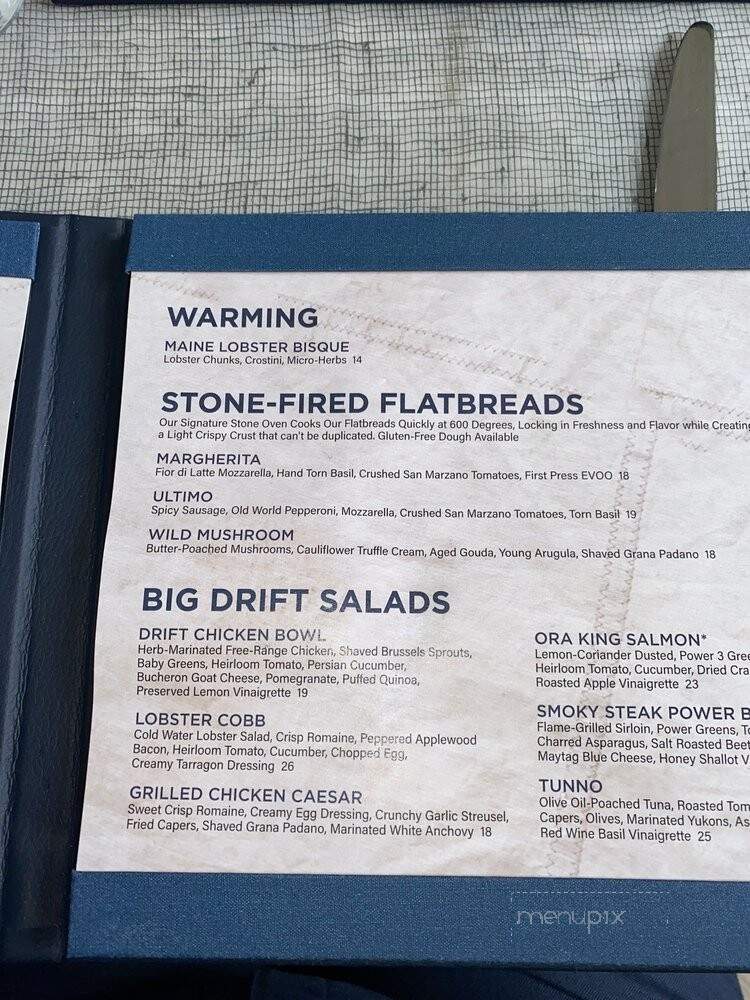 WARMING
MAINE LOBSTER BISQUE
Lobster Chunks, Crostini, Micro-Herbs 14
STONE-FIRED FLATBREADS
Our Signature Stone Oven Cooks Our Flatbreads Quickly at 600 Degrees, Locking in Freshness and Flavor while Creating
a Light Crispy Crust that can't be duplicated. Gluten-Free Dough Available
MARGHERITA
Fior di Latte Mozzarella, Hand Torn Basil, Crushed San Marzano Tomatoes, First Press EVOO 18
ULTIMO
Spicy Sausage, Old World Pepperoni, Mozzarella, Crushed San Marzano Tomatoes, Torn Basil 19
WILD MUSHROOM
Butter-Poached Mushrooms, Cauliflower Truffle Cream, Aged Gouda, Young Arugula, Shaved Grana Padano 18
BIG DRIFT SALADS
DRIFT CHICKEN BOWL
Herb-Marinated Free-Range Chicken, Shaved Brussels Sprouts,
Baby Greens, Heirloom Tomato, Persian Cucumber,
Bucheron Goat Cheese, Pomegranate, Puffed Quinoa,
Preserved Lemon Vinaigrette 19
LOBSTER COBB
Cold Water Lobster Salad, Crisp Romaine, Peppered Applewood
Bacon, Heirloom Tomato, Cucumber, Chopped Egg,
Creamy Tarragon Dressing 26
GRILLED CHICKEN CAESAR
Sweet Crisp Romaine, Creamy Egg Dressing, Crunchy Garlic Streusel,
Fried Capers, Shaved Grana Padano, Marinated White Anchovy 18
ORA KING SALMON*
Lemon-Coriander Dusted, Power 3
Heirloom Tomato, Cucumber, Dried
Roasted Apple Vinaigrette 23
SMOKY STEAK POWER
Flame-Grilled Sirloin, Power Greens,
Charred Asparagus, Salt Roasted
Maytag Blue Cheese, Honey Shallot
TUNNO
Olive Oil-Poached Tuna, Roasted
Capers, Olives, Marinated Yukons,
Red Wine Basil Vinaigrette 25
menupix